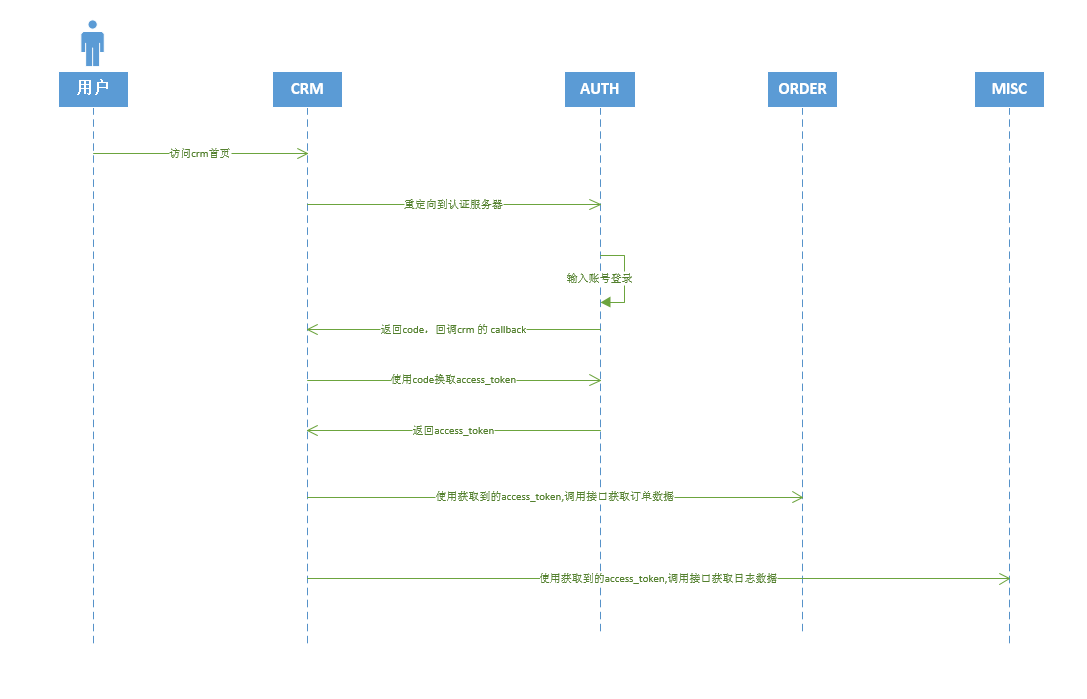 用户
CRM
AUTH
ORDER
MISC
访问crm首页
重定向到认证服务器
输入账号登录
返回code，回调crm 的 callback
使用code换取access_token
返回access_token
使用获取到的access_token,调用接口获取订单数据
使用获取到的access_token,调用接口获取日志数据